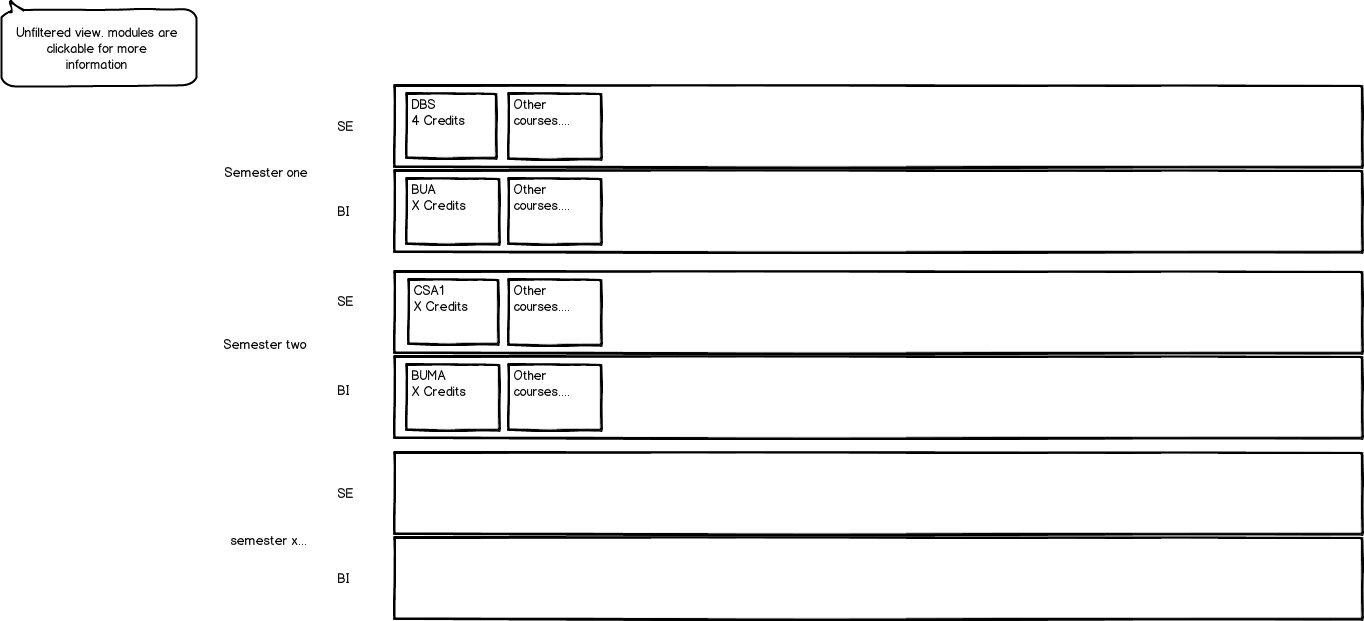 Unfiltered view. modules are
clickable for more
information
SE
DBS
4 Credits
Other
courses....
Semester one
BI
BUA
X Credits
Other
courses....
SE
CSA1
X Credits
Other
courses....
Semester two
BI
BUMA
X Credits
Other
courses....
SE
semester x...
BI